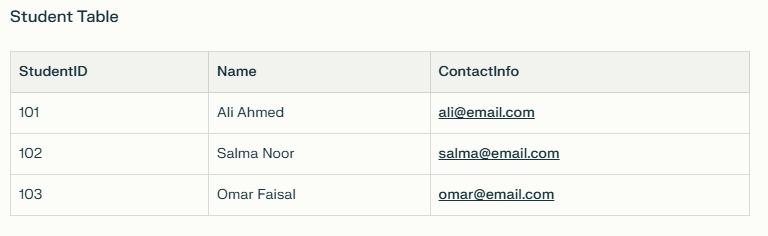 Student Table
StudentID Name ContactInfo
101 Ali Ahmed ali@email.com
102 Salma Noor salma@email.com
103 Omar Faisal omar@email.com